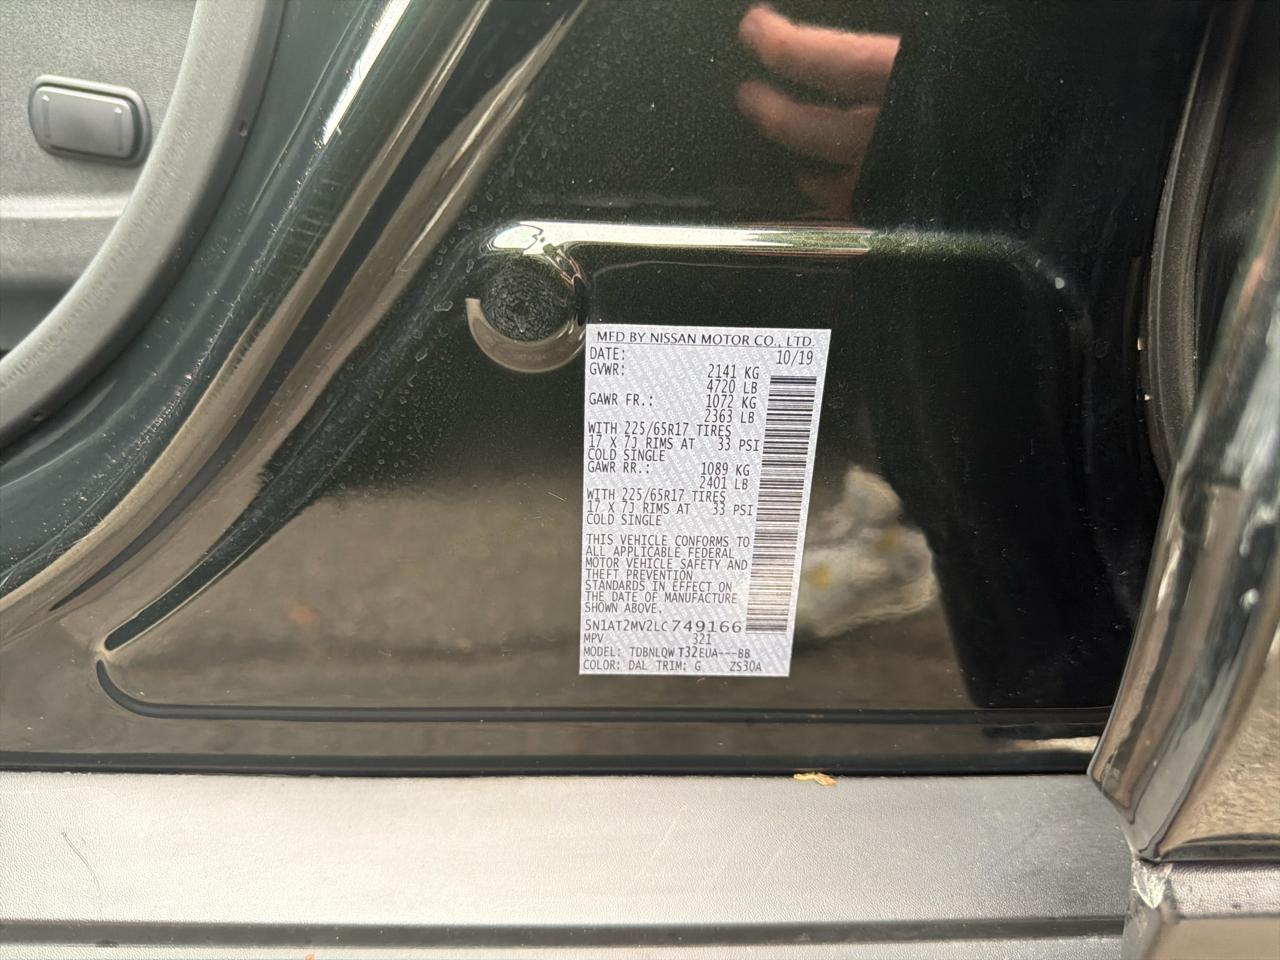 MFD BY NISSAN MOTOR CO., LTD.
DATE: 10/19
GVWR: 2141 KG
4720 LB
GAWR FR.: 1072 KG
2363 LB
WITH 225/65R17 TIRES
17 X 7J RIMS AT 33 PSI
COLD SINGLE
GAWR RR.: 1089 KG
2401 LB
WITH 225/65R17 TIRES
17 X 7J RIMS AT 33 PSI
COLD SINGLE
THIS VEHICLE CONFORMS TO
ALL APPLICABLE FEDERAL
MOTOR VEHICLE SAFETY AND
THEFT PREVENTION
STANDARDS IN EFFECT ON
THE DATE OF MANUFACTURE
SHOWN ABOVE.
5N1AT2MV2LC749166
MPV 321
MODEL: TDBNLQW T32EUA---BB
COLOR: DAL TRIM: G ZS30A